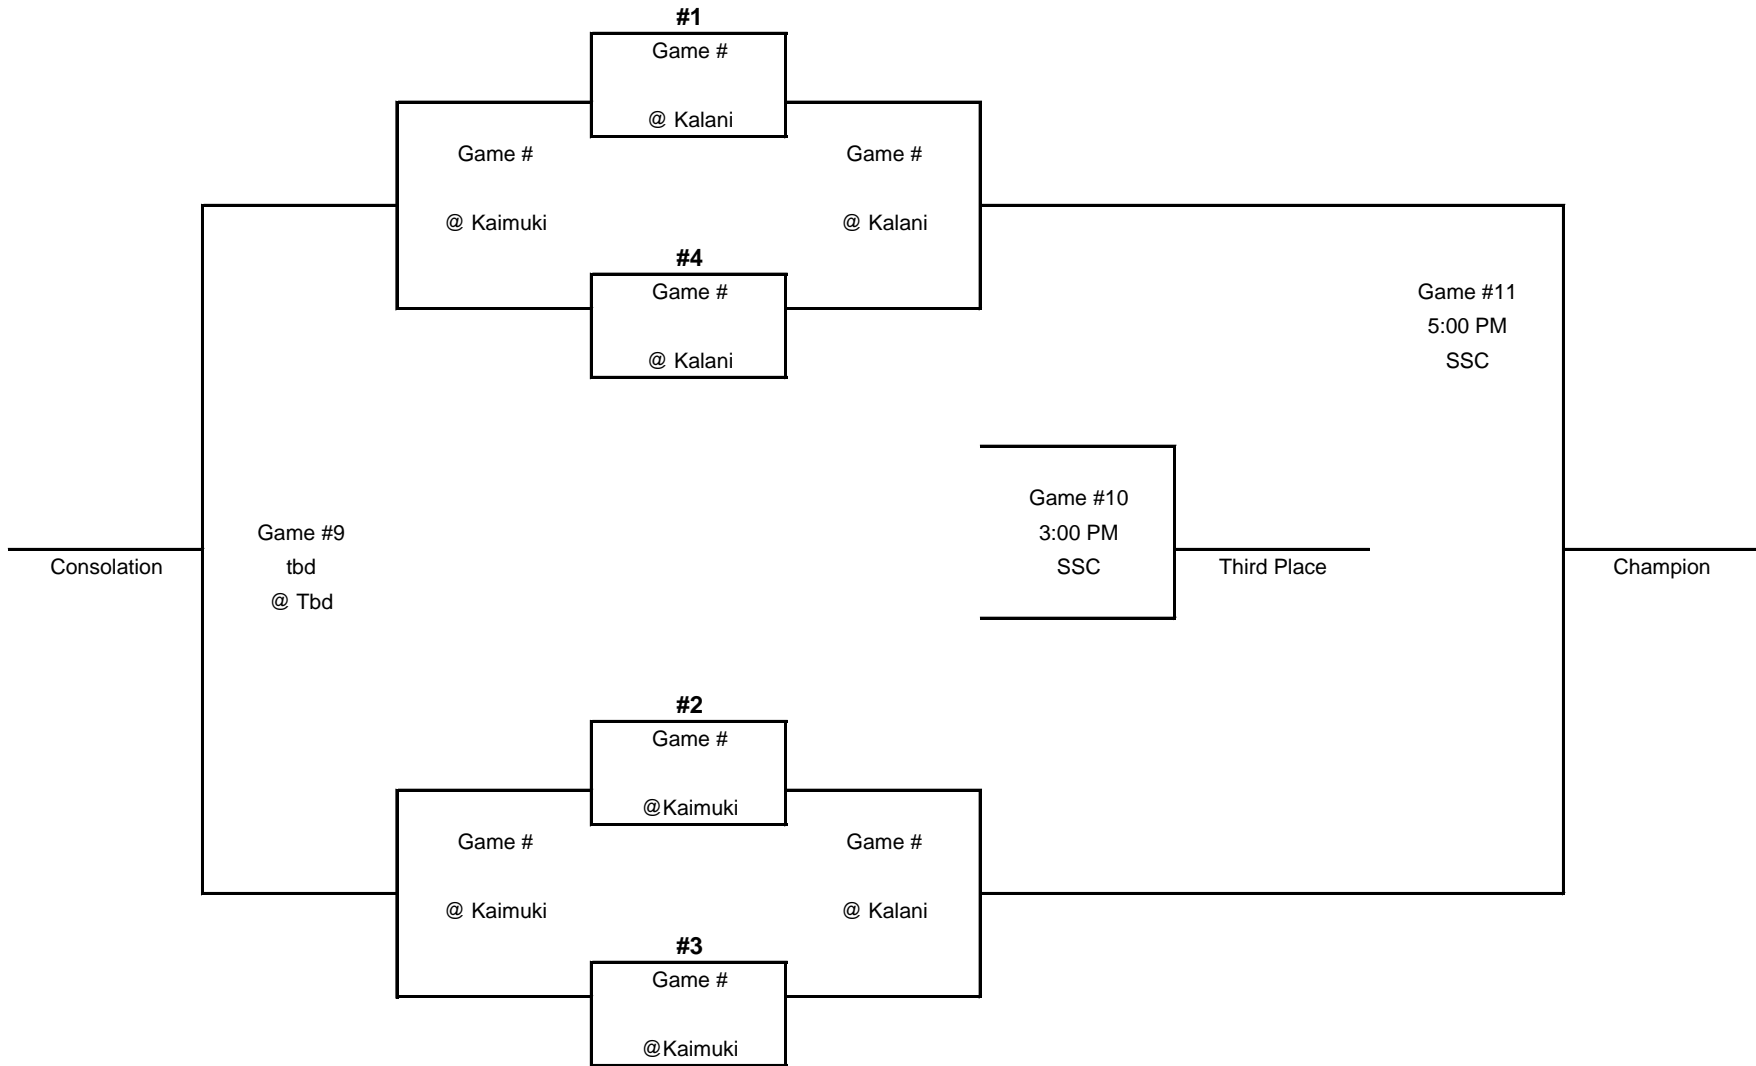 #1
Game #
@ Kalani
Game #
@ Kaimuki
Game #
@ Kalani
#4
Game #
@ Kalani
Game #11
5:00 PM
SSC
Game #9
tbd
@ Tbd
Consolation
Game #10
3:00 PM
SSC
Third Place
Champion
#2
Game #
@Kaimuki
Game #
@ Kaimuki
Game #
@ Kalani
#3
Game #
@Kaimuki